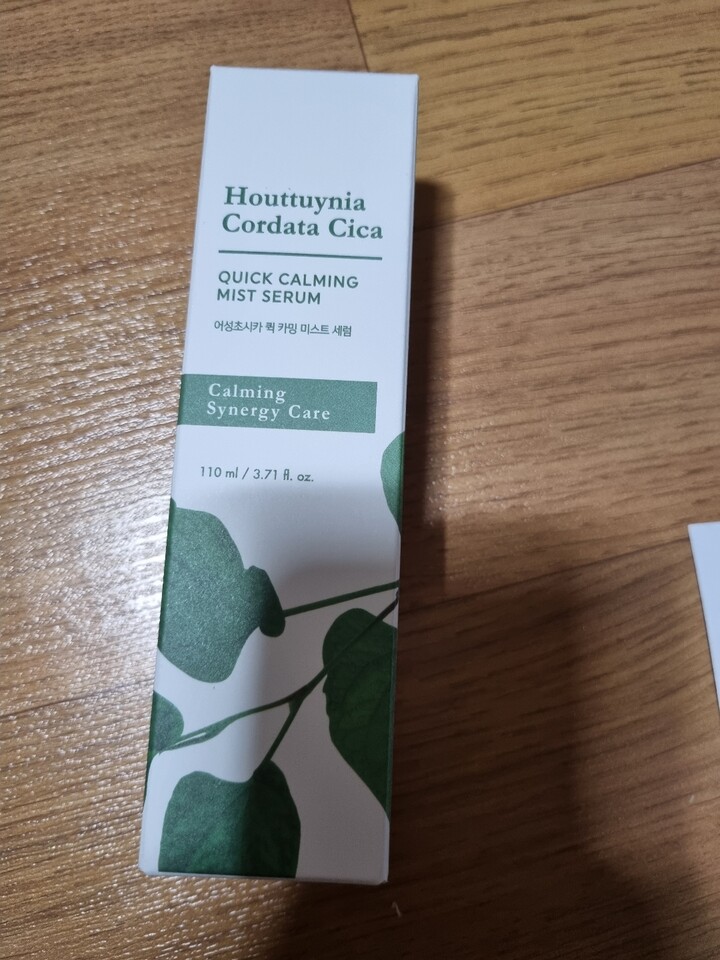 Houttuynia
Cordata Cica
QUICK CALMING
MIST SERUM
어성초시카 퀵 카밍 미스트 세럼
Calming
Synergy Care
110 ml / 3.71 fl. oz.